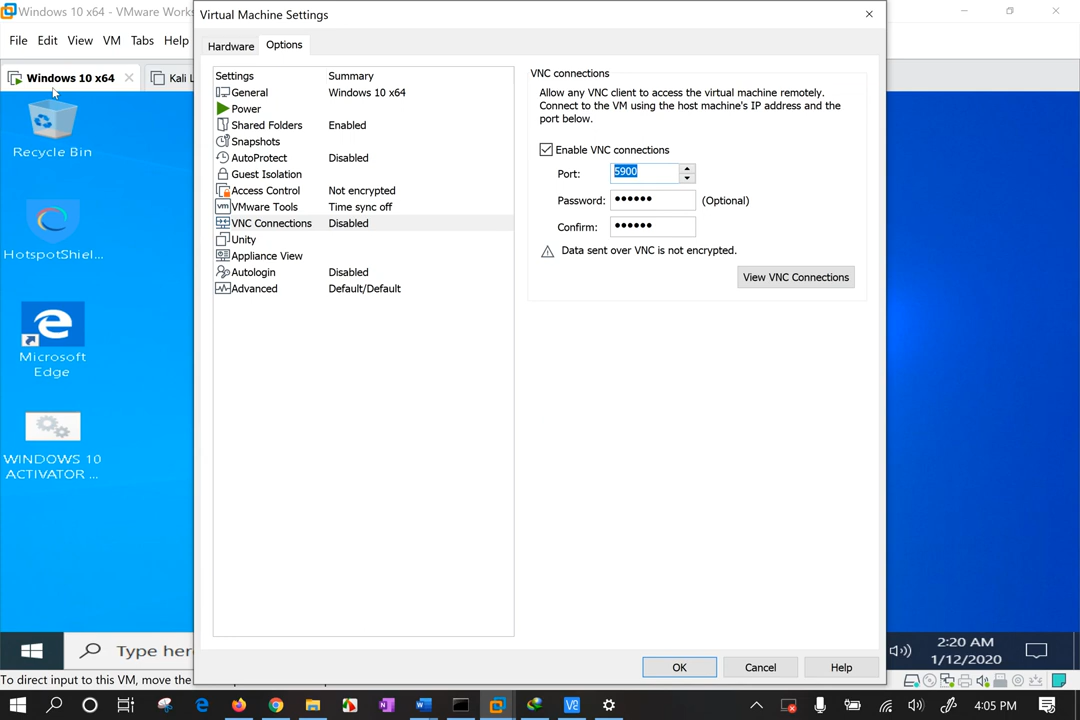 Windows 10 x64 - VMware Works
Virtual Machine Settings
File Edit View VM Tabs Help
Hardware Options
Windows 10 x64
Kali L
Settings Summary
General Windows 10 x64
Power
Shared Folders Enabled
Snapshots
AutoProtect Disabled
Guest Isolation
Access Control Not encrypted
VMware Tools Time sync off
VNC Connections Disabled
Unity
Appliance View
Autologin Disabled
Advanced Default/Default
VNC connections
Allow any VNC client to access the virtual machine remotely.
Connect to the VM using the host machine's IP address and the
port below.
Enable VNC connections
Port: 5900
Password: •••••• (Optional)
Confirm: ••••••
Data sent over VNC is not encrypted.
View VNC Connections
OK Cancel Help
Recycle Bin
HotspotShiel...
Microsoft
Edge
WINDOWS 10
ACTIVATOR ...
Type her
2:20 AM
1/12/2020
To direct input to this VM, move the
4:05 PM